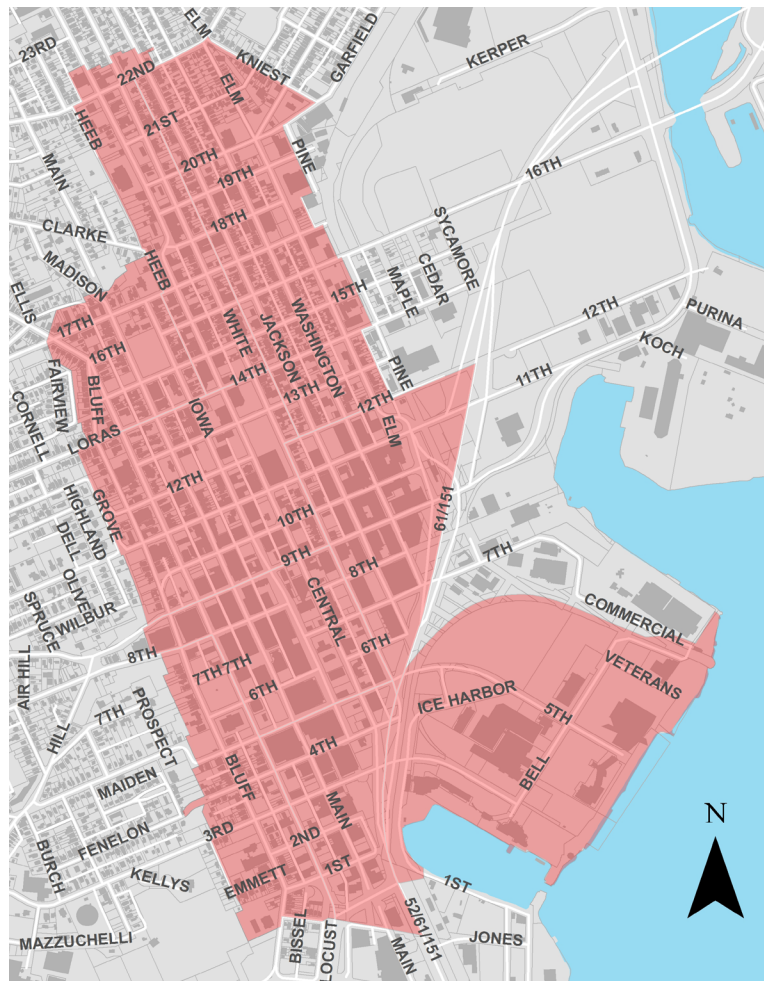 ELM
GARFIELD
23RD
KERPER
22ND
KNIEST
ELM
HEEB
21ST
20TH
PINE
MAIN
19TH
16TH
18TH
SYCAMORE
CLARKE
CEDAR
MADISON
HEEB
MAPLE
15TH
ELLIS
WASHINGTON
12TH
PURINA
17TH
WHITE
JACKSON
16TH
KOCH
FAIRVIEW
BLUFF
14TH
PINE
11TH
13TH
CORNELL
IOWA
12TH
LORAS
ELM
12TH
HIGHLAND
GROVE
61/151
10TH
DELL
9TH
7TH
8TH
OLIVER
CENTRAL
SPRUCE
WILBUR
COMMERCIAL
6TH
8TH
VETERANS
AIR HILL
7TH
7TH
6TH
ICE HARBOR
PROSPECT
5TH
7TH
HILL
4TH
BLUFF
BELL
MAIDEN
MAIN
N
3RD
2ND
FENELON
BURCH
1ST
KELLYS
EMMETT
1ST
52/61/151
BISSEL
LOCUST
MAZZUCHELLI
MAIN
JONES